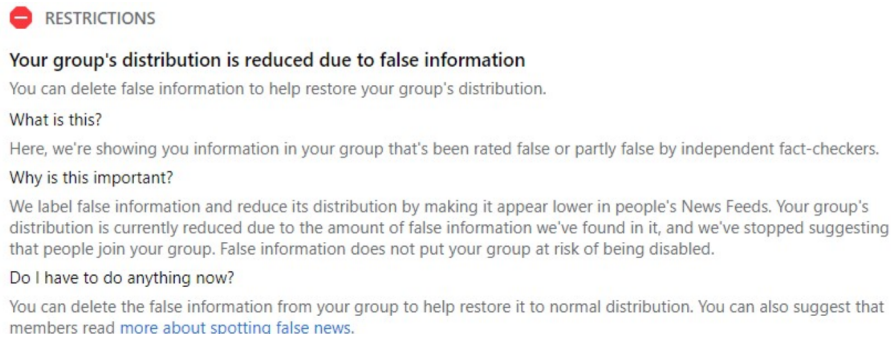 RESTRICTIONS
Your group's distribution is reduced due to false information
You can delete false information to help restore your group's distribution.
What is this?
Here, we're showing you information in your group that's been rated false or partly false by independent fact-checkers.
Why is this important?
We label false information and reduce its distribution by making it appear lower in people's News Feeds. Your group's
distribution is currently reduced due to the amount of false information we've found in it, and we've stopped suggesting
that people join your group. False information does not put your group at risk of being disabled.
Do I have to do anything now?
You can delete the false information from your group to help restore it to normal distribution. You can also suggest that
members read more about spotting false news.